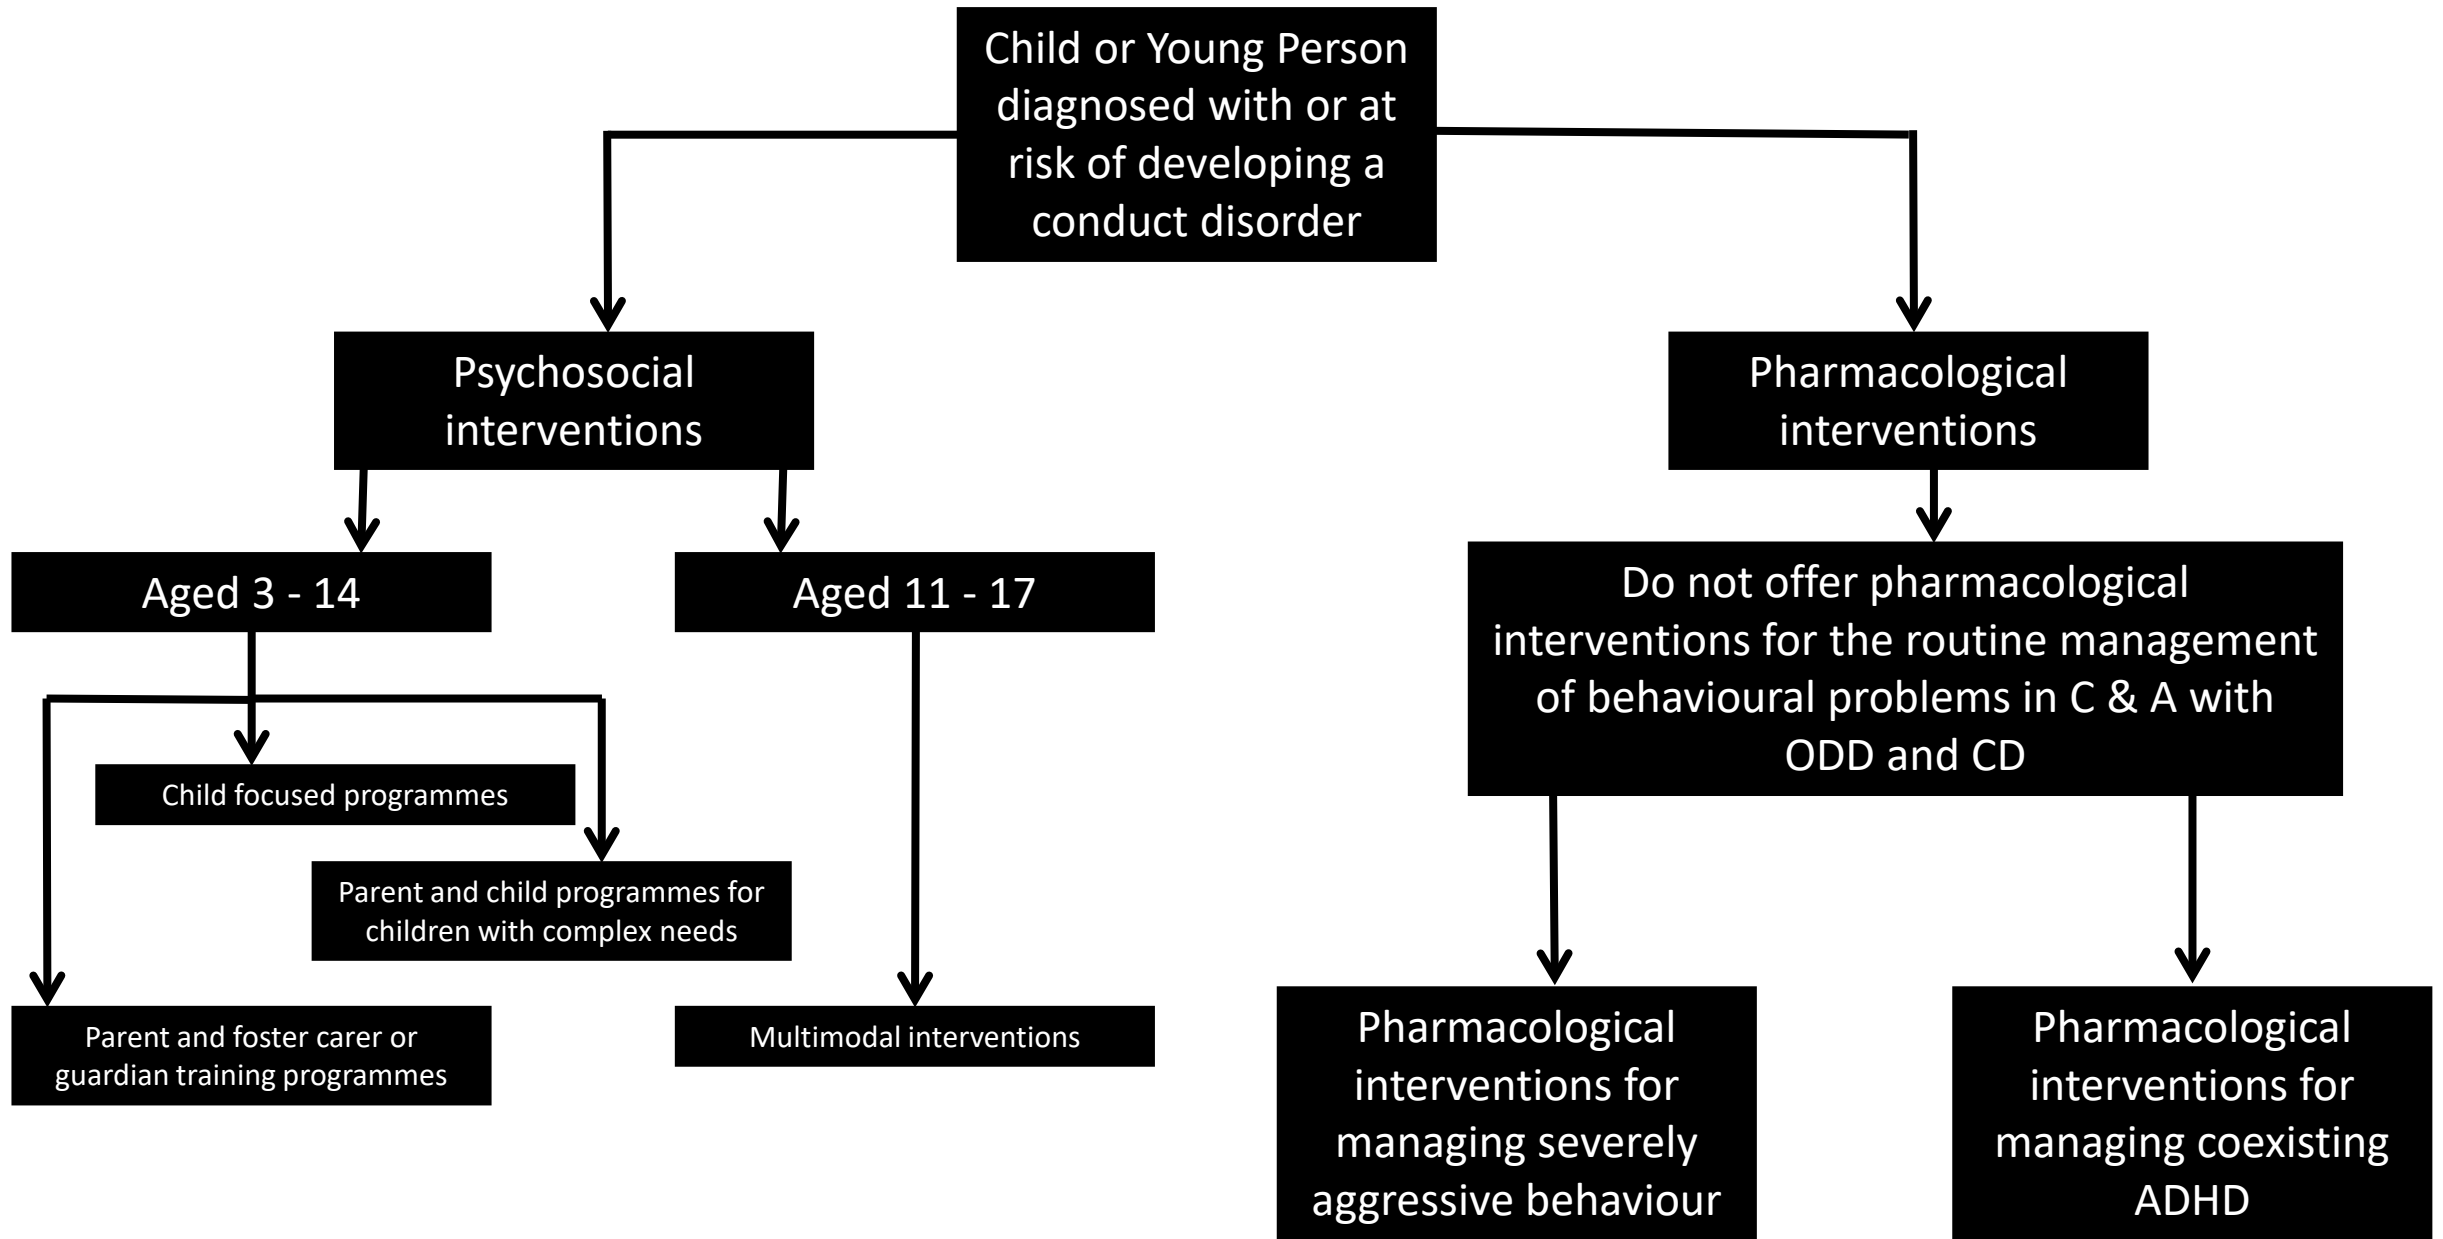 Child or Young Person
diagnosed with or at
risk of developing a
conduct disorder
Psychosocial
interventions
Pharmacological
interventions
Aged 3 - 14
Aged 11 - 17
Do not offer pharmacological
interventions for the routine management
of behavioural problems in C & A with
ODD and CD
Child focused programmes
Parent and child programmes for
children with complex needs
Parent and foster carer or
guardian training programmes
Multimodal interventions
Pharmacological
interventions for
managing severely
aggressive behaviour
Pharmacological
interventions for
managing coexisting
ADHD